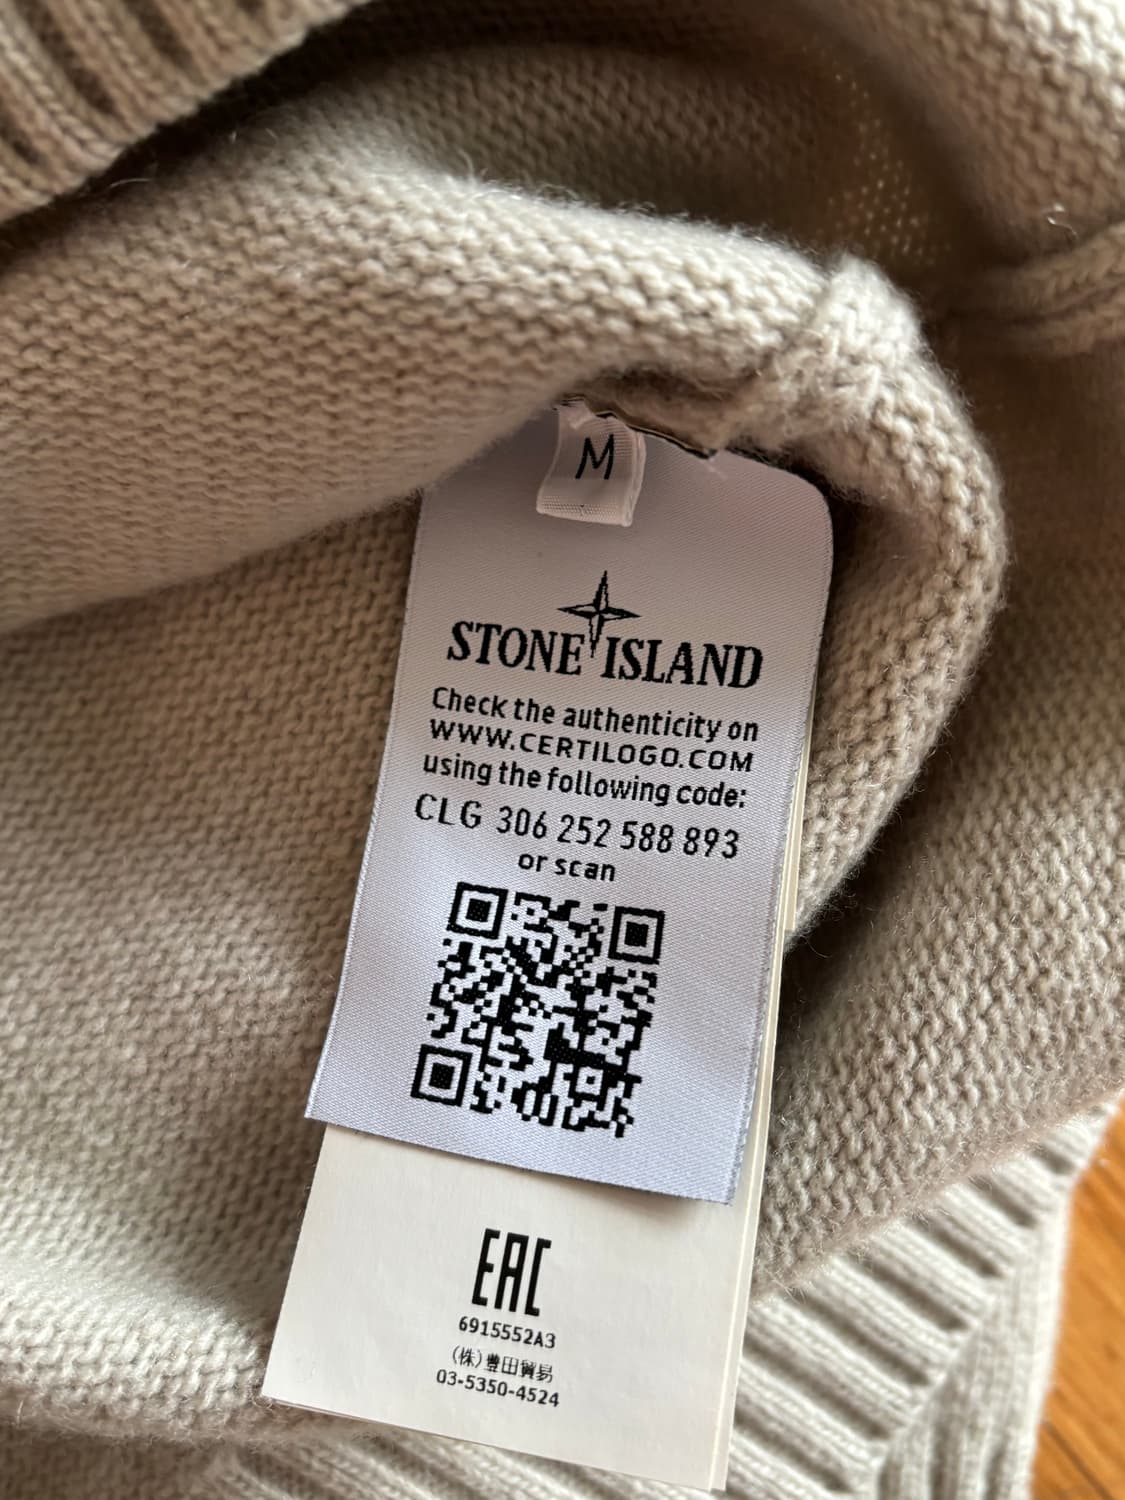 M
STONE ISLAND
Check the authenticity on
WWW.CERTILOGO.COM
using the following code:
CLG 306 252 588 893
or scan
EAC
6915552A3
(株)豊田貿易
03-5350-4524